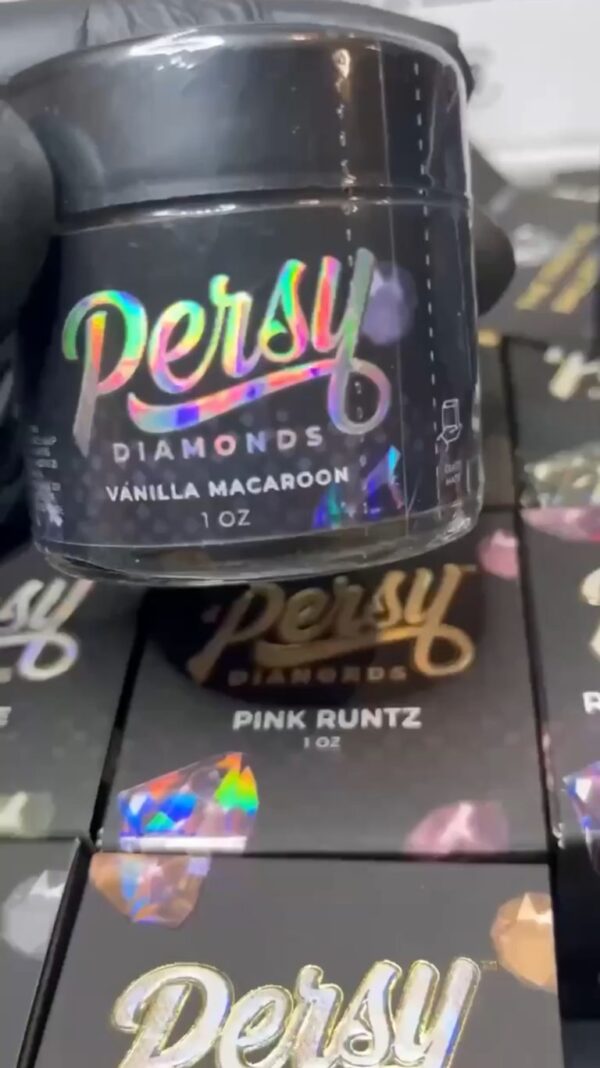 Persy
DIAMONDS
VANILLA MACAROON
1 OZ
Persy
DIAMONDS
PINK RUNTZ
1 OZ
Persy